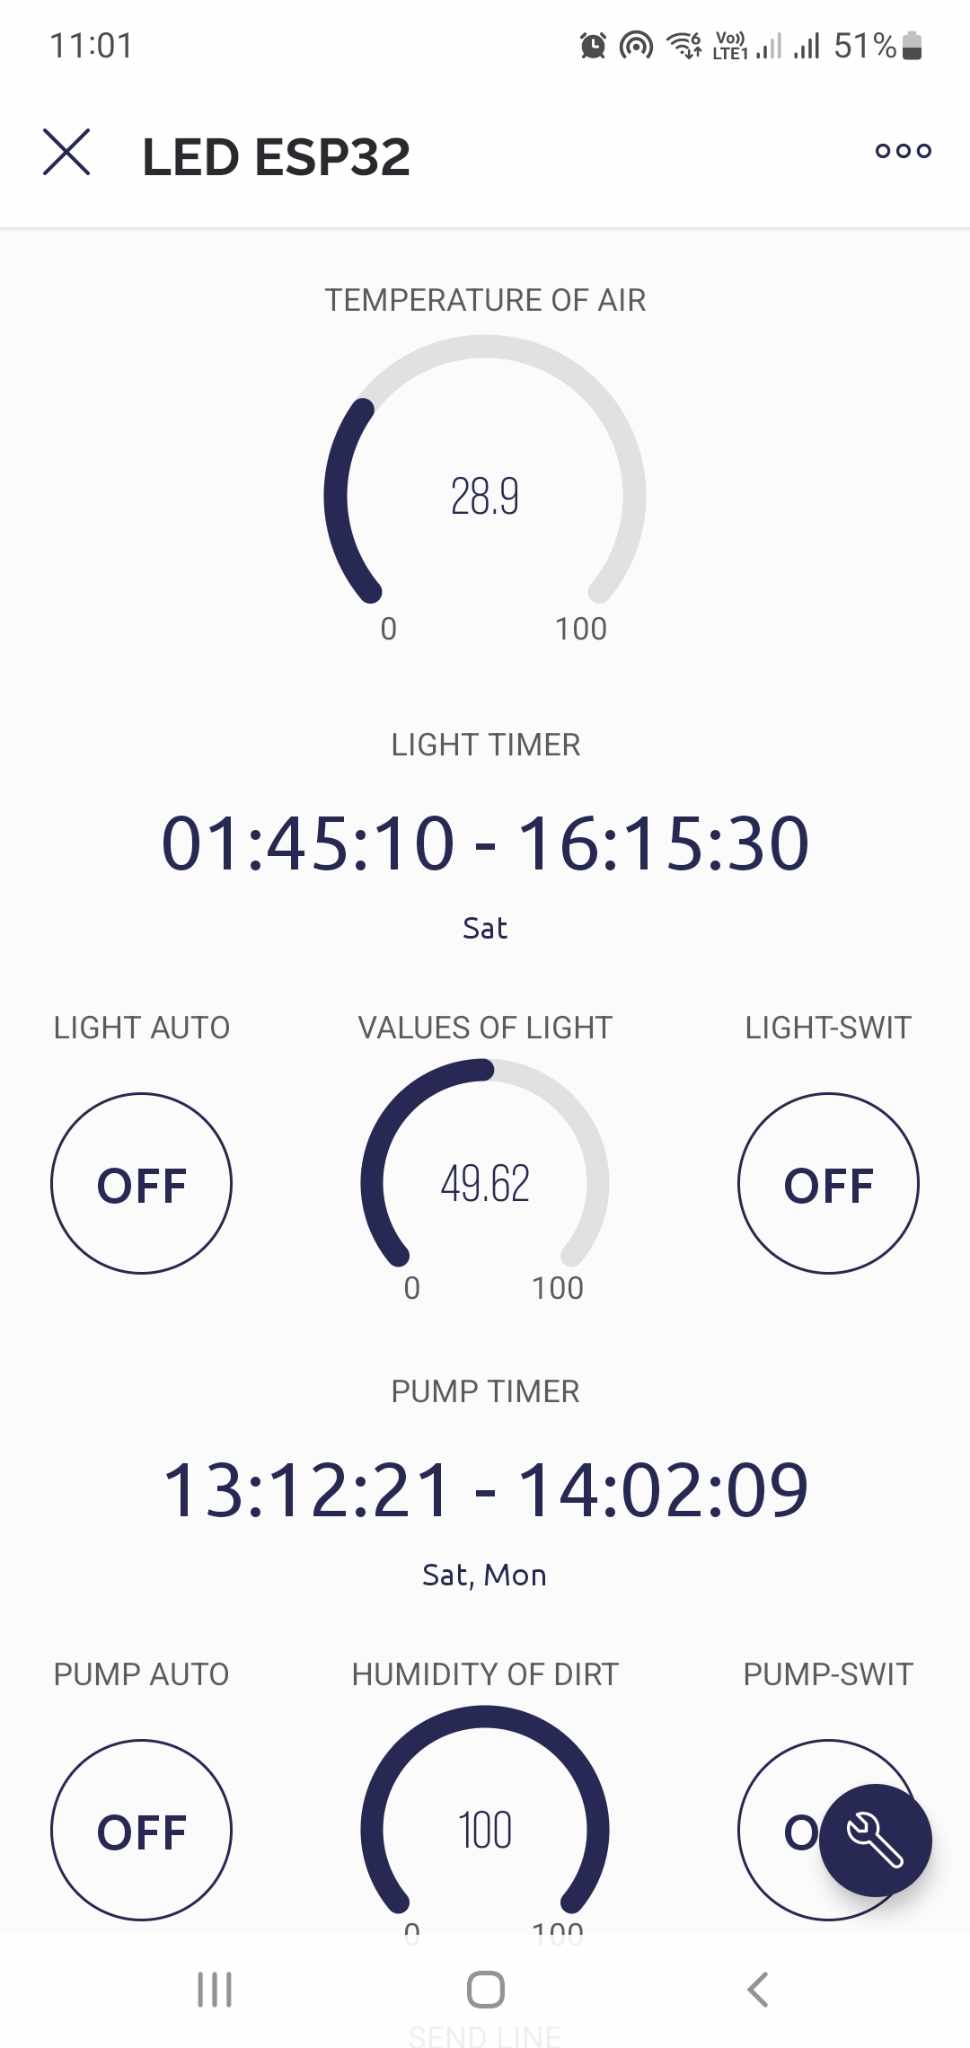 11:01 Vo)) LTE1 51%
LED ESP32
TEMPERATURE OF AIR
28.9
0 100
LIGHT TIMER
01:45:10 - 16:15:30
Sat
LIGHT AUTO VALUES OF LIGHT LIGHT-SWIT
OFF 49.62 OFF
0 100
PUMP TIMER
13:12:21 - 14:02:09
Sat, Mon
PUMP AUTO HUMIDITY OF DIRT PUMP-SWIT
OFF 100 O
0 100
SEND LINE